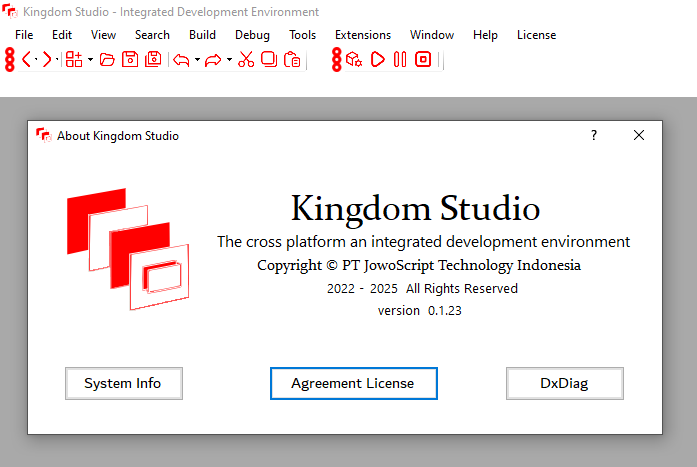 Kingdom Studio - Integrated Development Environment
File Edit View Search Build Debug Tools Extensions Window Help License
About Kingdom Studio ?
Kingdom Studio
The cross platform an integrated development environment
Copyright © PT JowoScript Technology Indonesia
2022 - 2025 All Rights Reserved
version 0.1.23
System Info Agreement License DxDiag